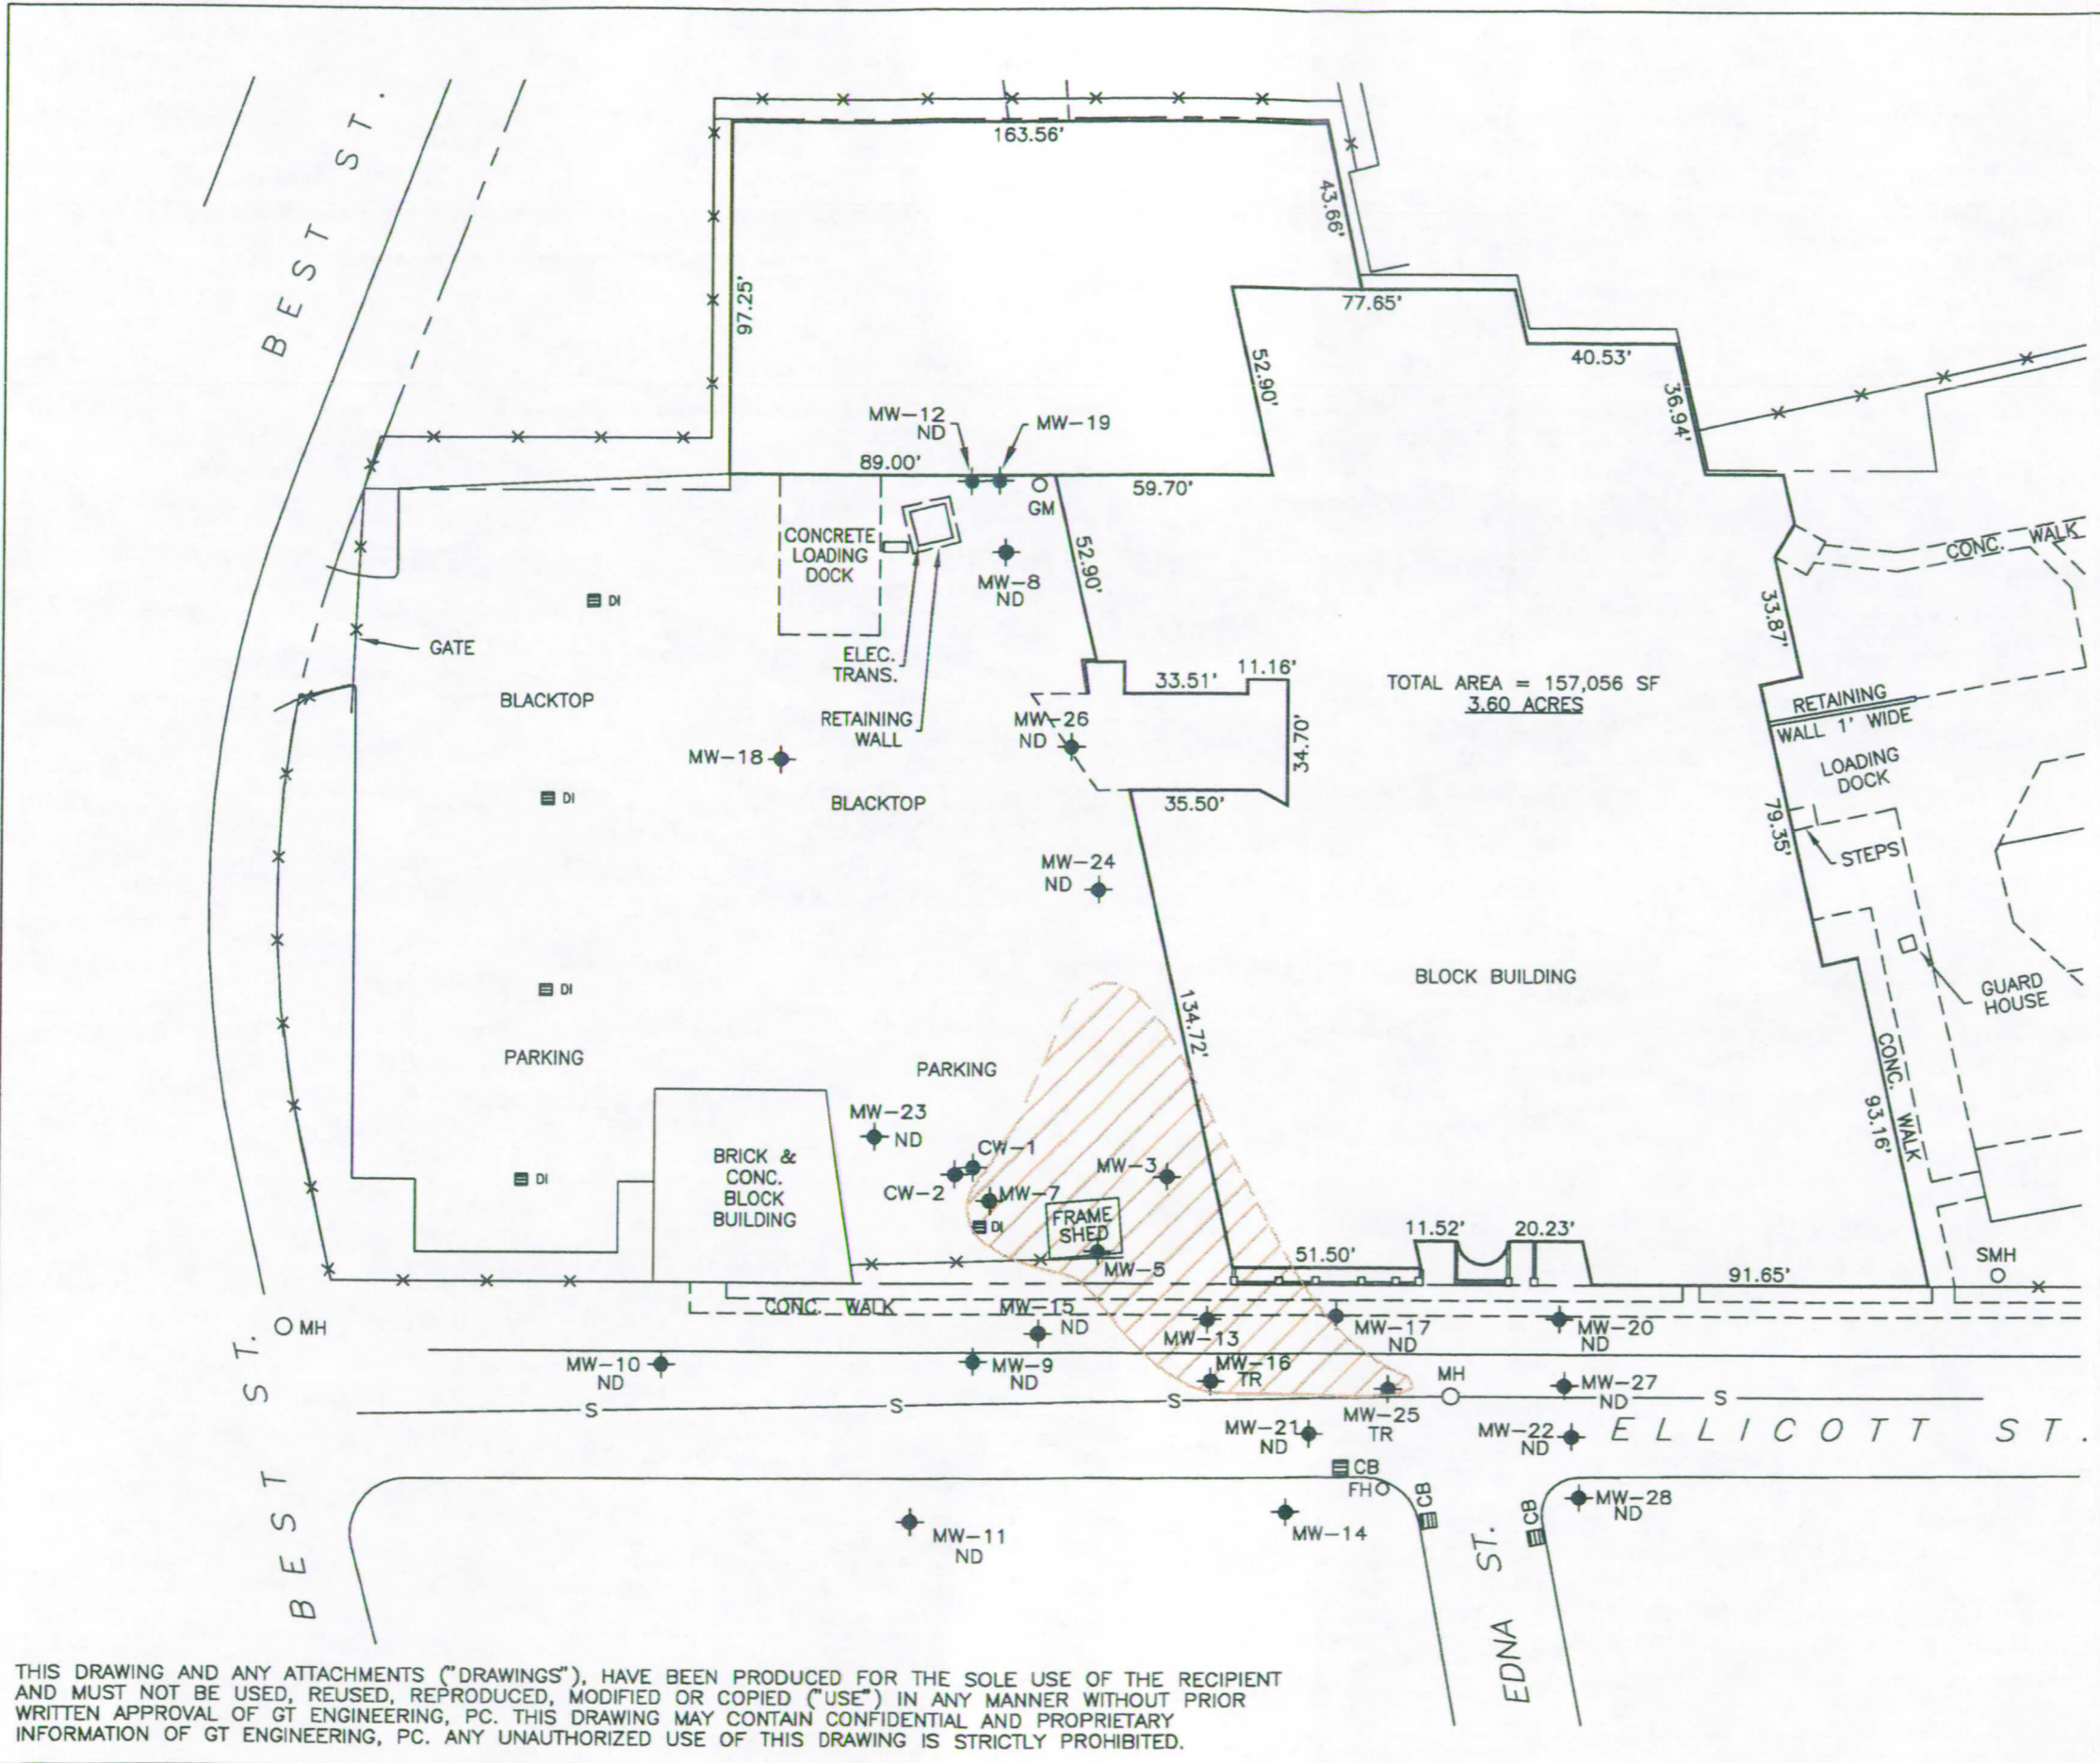 BEST ST.
163.56'
43.66'
97.25'
77.65'
52.90'
40.53'
36.94'
MW-12
ND
MW-19
89.00'
59.70'
GM
CONCRETE
LOADING
DOCK
52.90'
MW-8
ND
CONC. WALK
DI
GATE
ELEC.
TRANS.
33.87'
BLACKTOP
33.51'
11.16'
TOTAL AREA = 157,056 SF
3.60 ACRES
RETAINING
WALL 1' WIDE
RETAINING
WALL
MW-26
ND
34.70'
MW-18
LOADING
DOCK
DI
BLACKTOP
35.50'
79.35'
STEPS
MW-24
ND
BLOCK BUILDING
DI
GUARD
HOUSE
134.72'
PARKING
PARKING
CONC. WALK
93.16'
MW-23
ND
BRICK &
CONC.
BLOCK
BUILDING
CW-1
MW-3
DI
CW-2
MW-7
DI
FRAME
SHED
11.52'
20.23'
51.50'
SMH
MW-5
91.65'
CONC. WALK
MW-15
ND
MH
MW-13
MW-17
ND
MW-20
ND
MW-10
ND
MW-9
ND
MW-16
TR
MH
MW-27
ND
S
S
S
S
MW-25
TR
MW-21
ND
MW-22
ND
ELLICOTT ST.
CB
FH
CB
CB
MW-28
ND
MW-11
ND
MW-14
BEST ST.
EDNA ST.
THIS DRAWING AND ANY ATTACHMENTS ("DRAWINGS"), HAVE BEEN PRODUCED FOR THE SOLE USE OF THE RECIPIENT
AND MUST NOT BE USED, REUSED, REPRODUCED, MODIFIED OR COPIED ("USE") IN ANY MANNER WITHOUT PRIOR
WRITTEN APPROVAL OF GT ENGINEERING, PC. THIS DRAWING MAY CONTAIN CONFIDENTIAL AND PROPRIETARY
INFORMATION OF GT ENGINEERING, PC. ANY UNAUTHORIZED USE OF THIS DRAWING IS STRICTLY PROHIBITED.